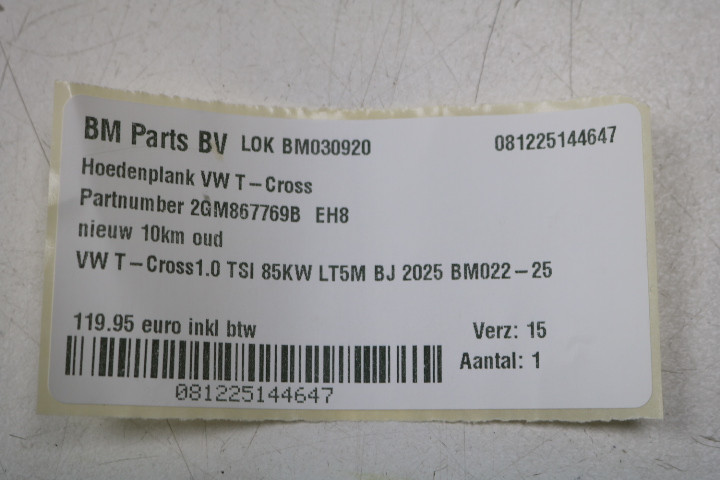 BM Parts BV LOK BM030920 081225144647
Hoedenplank VW T-Cross
Partnumber 2GM867769B EH8
nieuw 10km oud
VW T-Cross1.0 TSI 85KW LT5M BJ 2025 BM022-25
119.95 euro inkl btw Verz: 15
Aantal: 1
081225144647